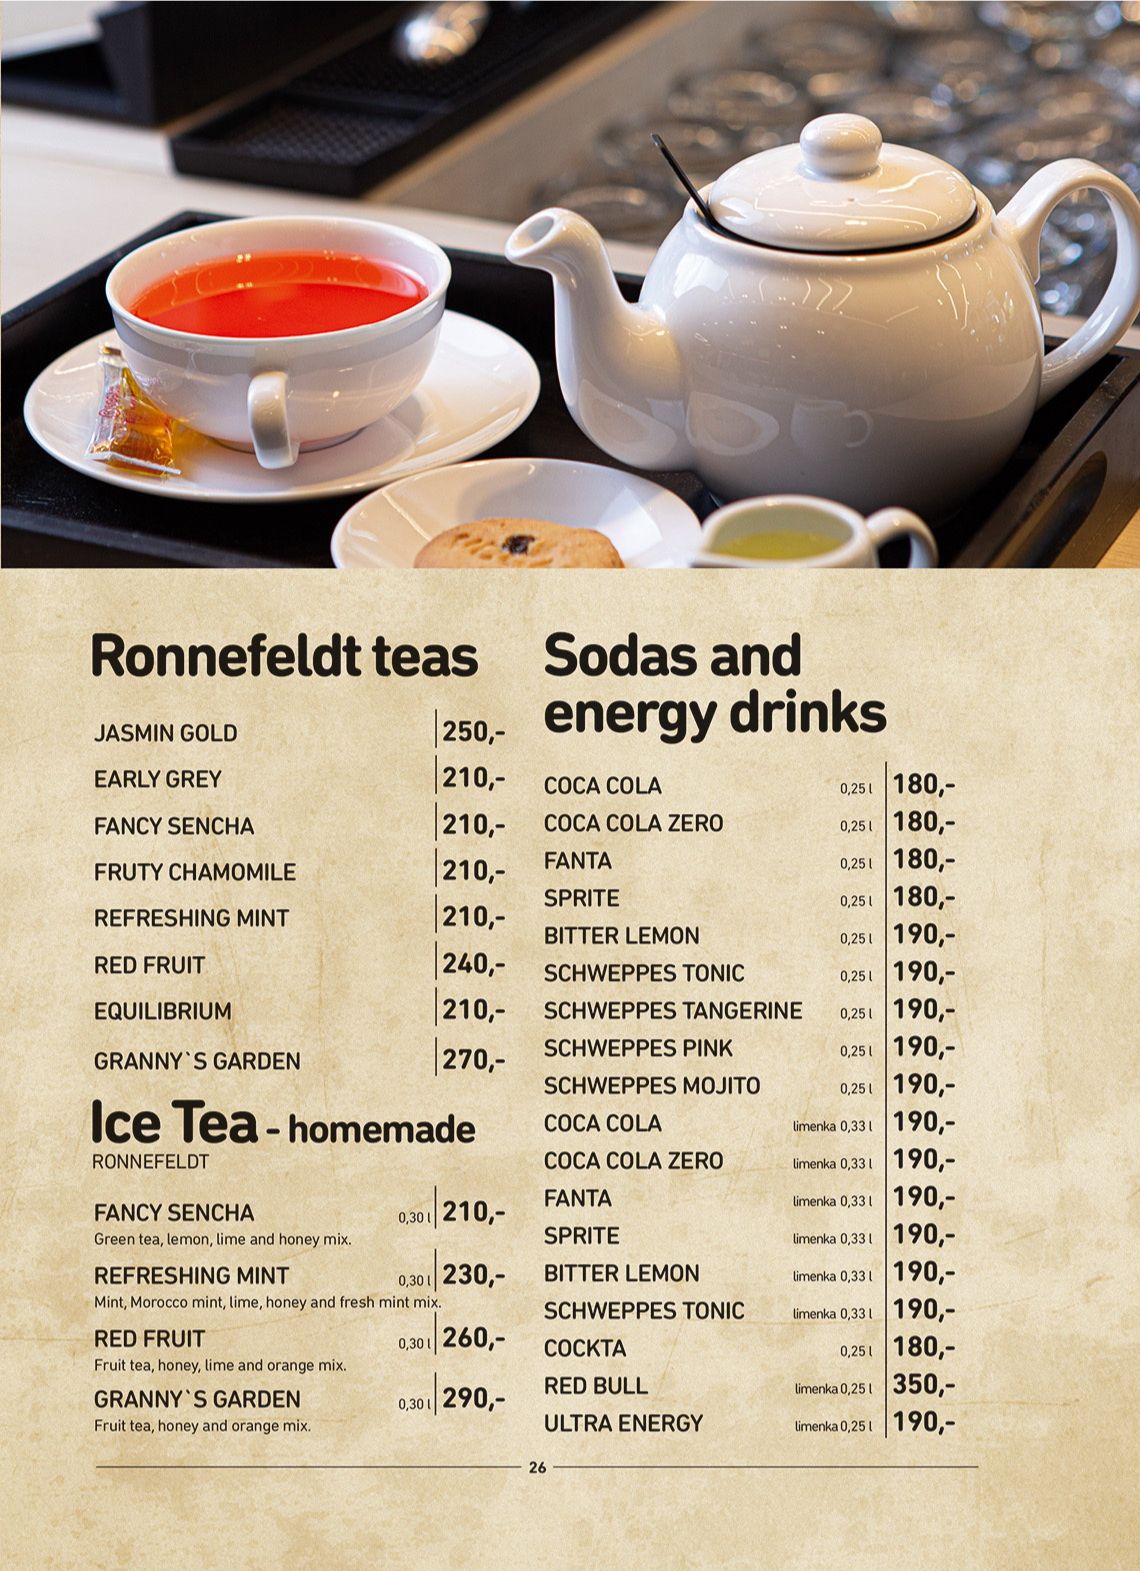 Ronnefeldt teas
JASMIN GOLD 250,-
EARLY GREY 210,-
FANCY SENCHA 210,-
FRUTY CHAMOMILE 210,-
REFRESHING MINT 210,-
RED FRUIT 240,-
EQUILIBRIUM 210,-
GRANNY`S GARDEN 270,-
Ice Tea - homemade
RONNEFELDT
FANCY SENCHA 0,30 l 210,-
Green tea, lemon, lime and honey mix.
REFRESHING MINT 0,30 l 230,-
Mint, Morocco mint, lime, honey and fresh mint mix.
RED FRUIT 0,30 l 260,-
Fruit tea, honey, lime and orange mix.
GRANNY`S GARDEN 0,30 l 290,-
Fruit tea, honey and orange mix.
Sodas and
energy drinks
COCA COLA 0,25 l 180,-
COCA COLA ZERO 0,25 l 180,-
FANTA 0,25 l 180,-
SPRITE 0,25 l 180,-
BITTER LEMON 0,25 l 190,-
SCHWEPPES TONIC 0,25 l 190,-
SCHWEPPES TANGERINE 0,25 l 190,-
SCHWEPPES PINK 0,25 l 190,-
SCHWEPPES MOJITO 0,25 l 190,-
COCA COLA limenka 0,33 l 190,-
COCA COLA ZERO limenka 0,33 l 190,-
FANTA limenka 0,33 l 190,-
SPRITE limenka 0,33 l 190,-
BITTER LEMON limenka 0,33 l 190,-
SCHWEPPES TONIC limenka 0,33 l 190,-
COCKTA 0,25 l 180,-
RED BULL limenka 0,25 l 350,-
ULTRA ENERGY limenka 0,25 l 190,-
26